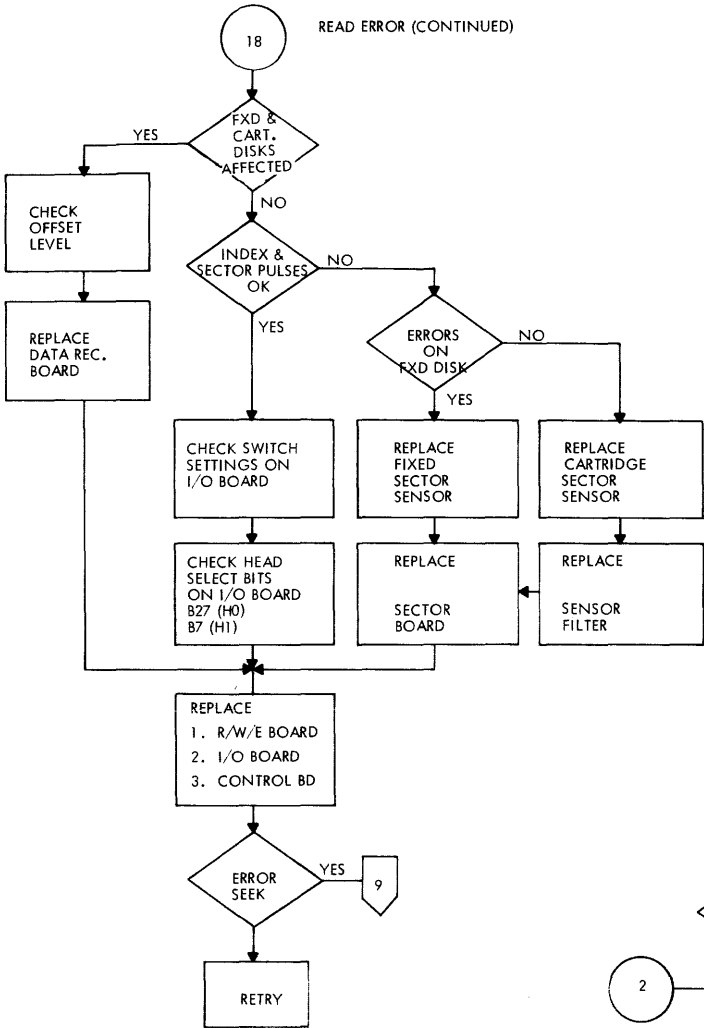 READ ERROR (CONTINUED)
18
FXD &
CART.
DISKS
AFFECTED
YES
NO
CHECK
OFFSET
LEVEL
REPLACE
DATA REC.
BOARD
INDEX &
SECTOR PULSES
OK
NO
YES
ERRORS
ON
FXD DISK
NO
YES
CHECK SWITCH
SETTINGS ON
I/O BOARD
REPLACE
FIXED
SECTOR
SENSOR
REPLACE
CARTRIDGE
SECTOR
SENSOR
CHECK HEAD
SELECT BITS
ON I/O BOARD
B27 (H0)
B7 (H1)
REPLACE
SECTOR
BOARD
REPLACE
SENSOR
FILTER
REPLACE
1. R/W/E BOARD
2. I/O BOARD
3. CONTROL BD
ERROR
SEEK
YES
9
RETRY
2